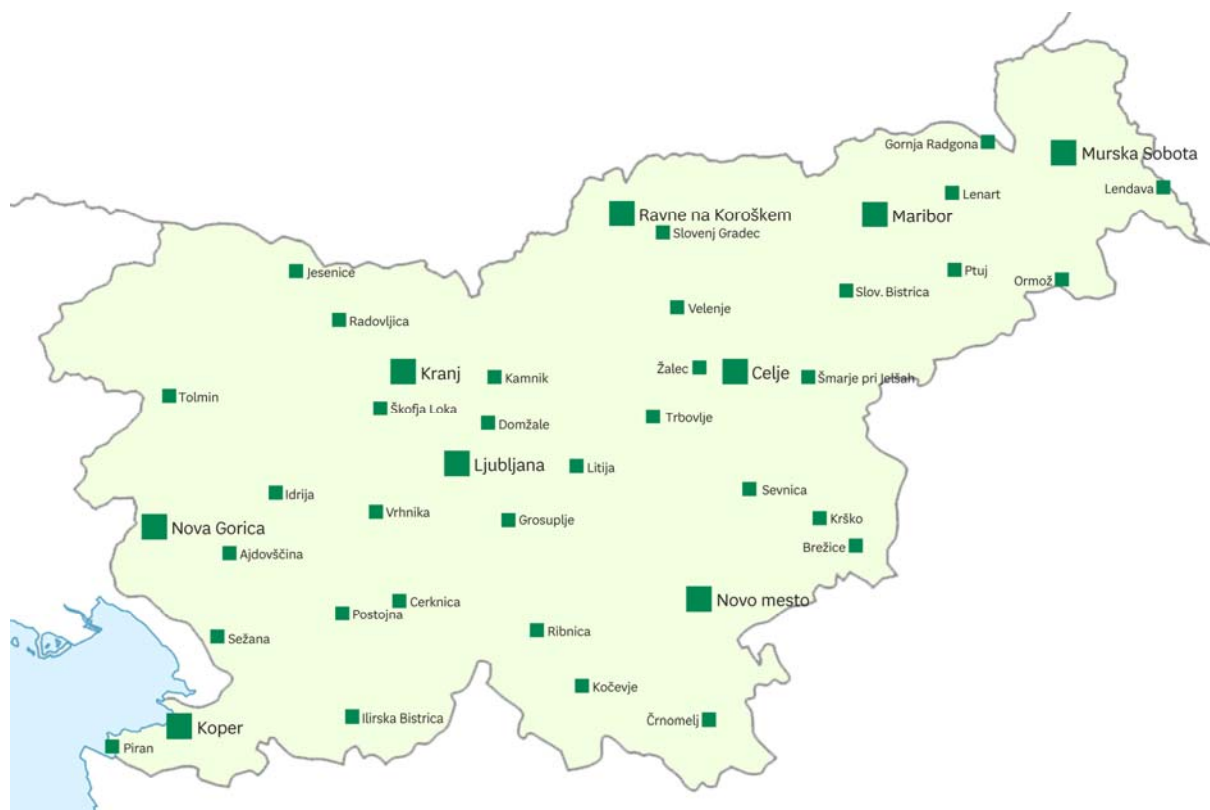 Gornja Radgona
Murska Sobota
Lendava
Lenart
Ravne na Koroškem
Maribor
Slovenj Gradec
Jesenice
Ptuj
Ormož
Slov. Bistrica
Velenje
Radovljica
Kranj
Kamnik
Žalec
Celje
Šmarje pri Jelšah
Tolmin
Škofja Loka
Domžale
Trbovlje
Ljubljana
Litija
Idrija
Sevnica
Vrhnika
Grosuplje
Krško
Nova Gorica
Brežice
Ajdovščina
Cerknica
Novo mesto
Postojna
Ribnica
Sežana
Kočevje
Ilirska Bistrica
Črnomelj
Koper
Piran